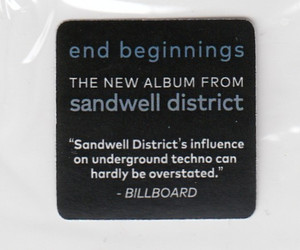 end beginnings
THE NEW ALBUM FROM
sandwell district
“Sandwell District’s influence
on underground techno can
hardly be overstated.”
- BILLBOARD